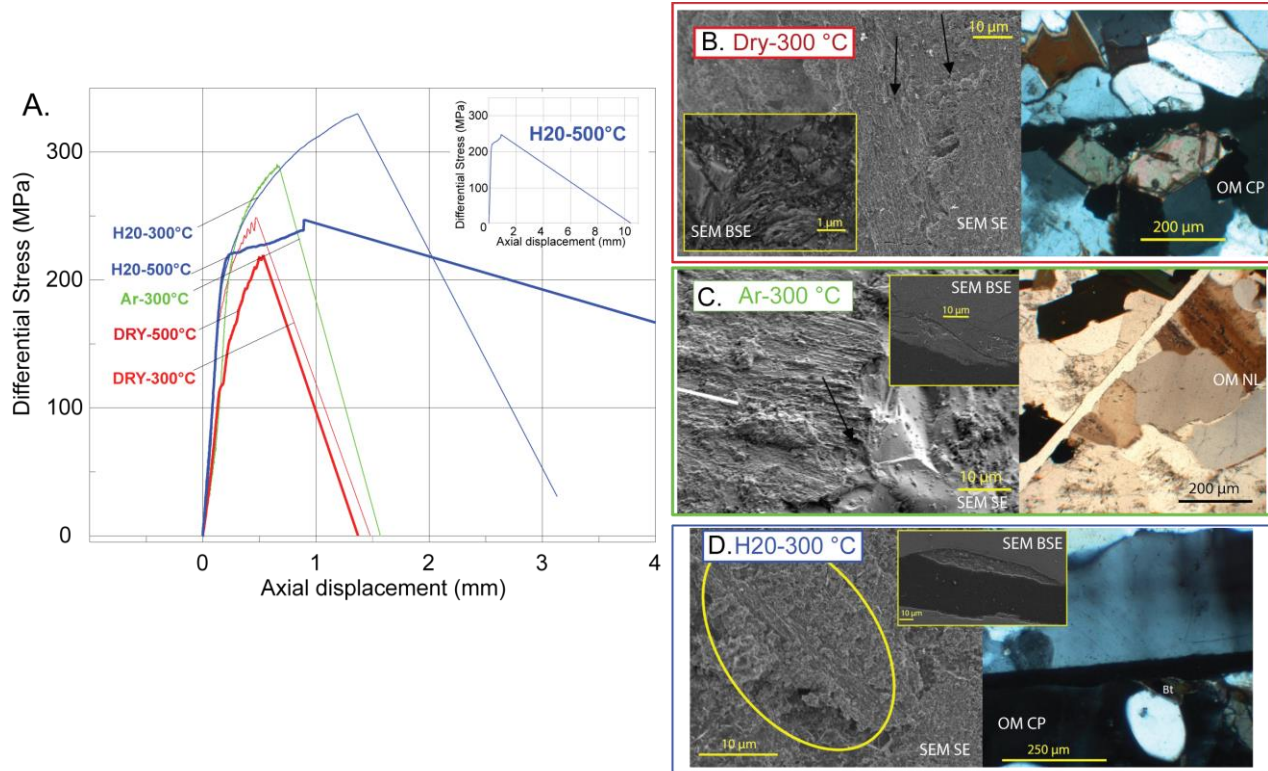 A.
Differential Stress (MPa)
300
200
100
0
0
1
2
3
4
Axial displacement (mm)
H20-300°C
H20-500°C
Ar-300°C
DRY-500°C
DRY-300°C
H20-500°C
Differential Stress (MPa)
300
200
100
0
0
2
4
6
8
10
Axial displacement (mm)
B. Dry-300 °C
10 µm
SEM BSE
1 µm
SEM SE
OM CP
200 µm
C. Ar-300 °C
SEM BSE
10 µm
10 µm
SEM SE
OM NL
200 µm
D. H20-300 °C
SEM BSE
10 µm
10 µm
SEM SE
Bt
OM CP
250 µm